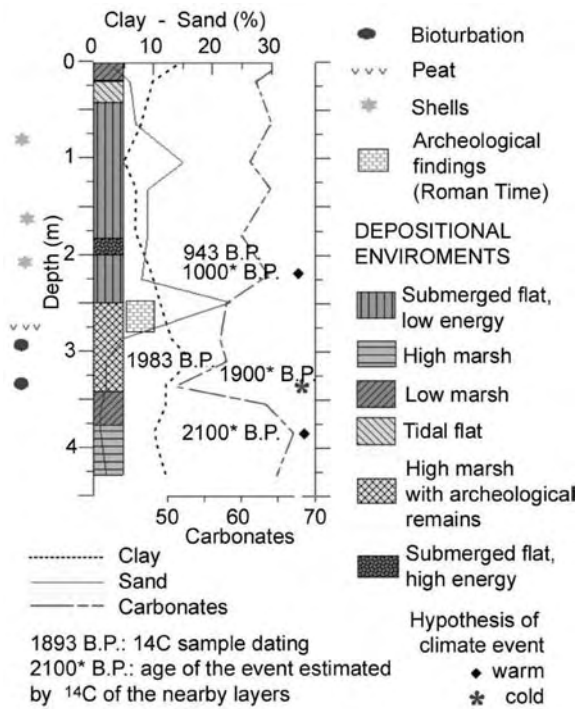 Clay - Sand (%)
0 10 20 30
0
1
2
3
4
Depth (m)
943 B.P.
1000* B.P.
1983 B.P.
1900* B.P.
2100* B.P.
50 60 70
Carbonates
Clay
Sand
Carbonates
1893 B.P.: 14C sample dating
2100* B.P.: age of the event estimated
by 14C of the nearby layers
Bioturbation
Peat
Shells
Archeological
findings
(Roman Time)
DEPOSITIONAL
ENVIROMENTS
Submerged flat,
low energy
High marsh
Low marsh
Tidal flat
High marsh
with archeological
remains
Submerged flat,
high energy
Hypothesis of
climate event
warm
cold